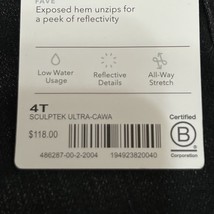 FAVE
Exposed hem unzips for
a peek of reflectivity
Low Water
Usage
Reflective
Details
All-Way
Stretch
4T
SCULPTEK ULTRA-CAWA
$118.00
486287-00-2-2004
194923820040
Certified
B
Corporation